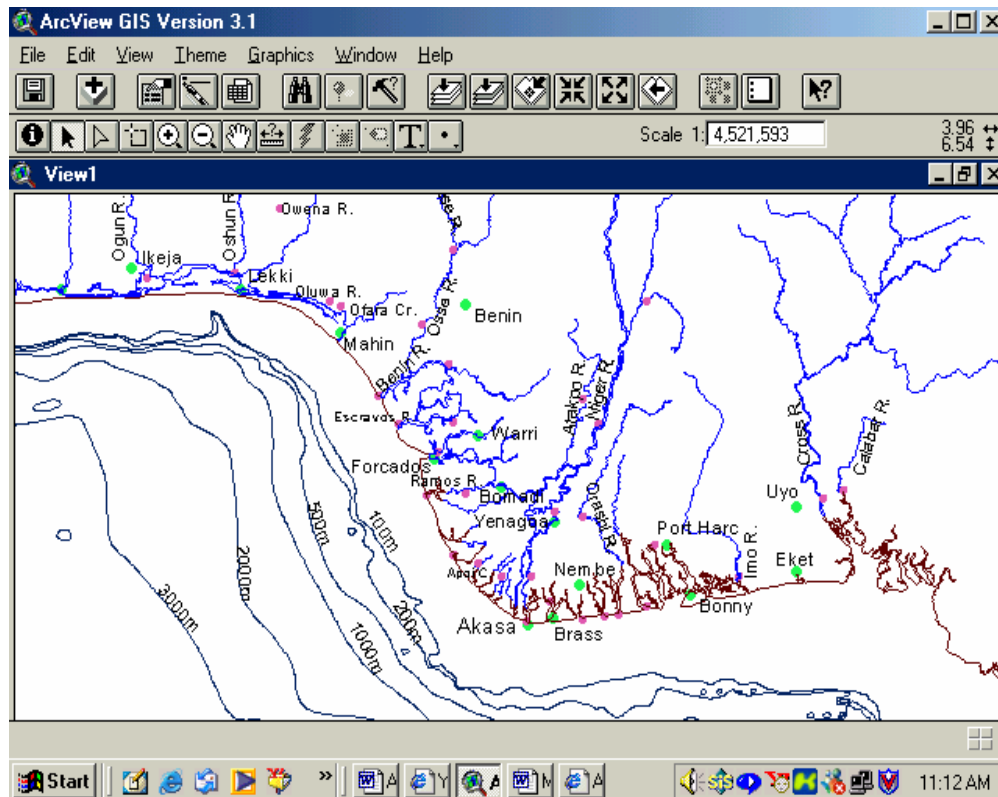 ArcView GIS Version 3.1
File Edit View Theme Graphics Window Help
Scale 1: 4,521,593
3.96
6.54
View1
Ogun R.
Oshun R.
Owena R.
se R.
Ikeja
Lekki
Oluwa R.
Ofara Cr.
Mahin
Ossa R.
Benin
Benin R.
Escravos R
Warri
Forcados
Ramos R.
Bomadi
Yenagoa
Niger R.
Orashi R.
Cross R.
Calabar R.
Uyo
Port Harc
Imo R.
Nembe
Eket
Bonny
Akasa
Brass
100m
200m
500m
1000m
2000m
3000m
Start
» A Y A M A
11:12 AM